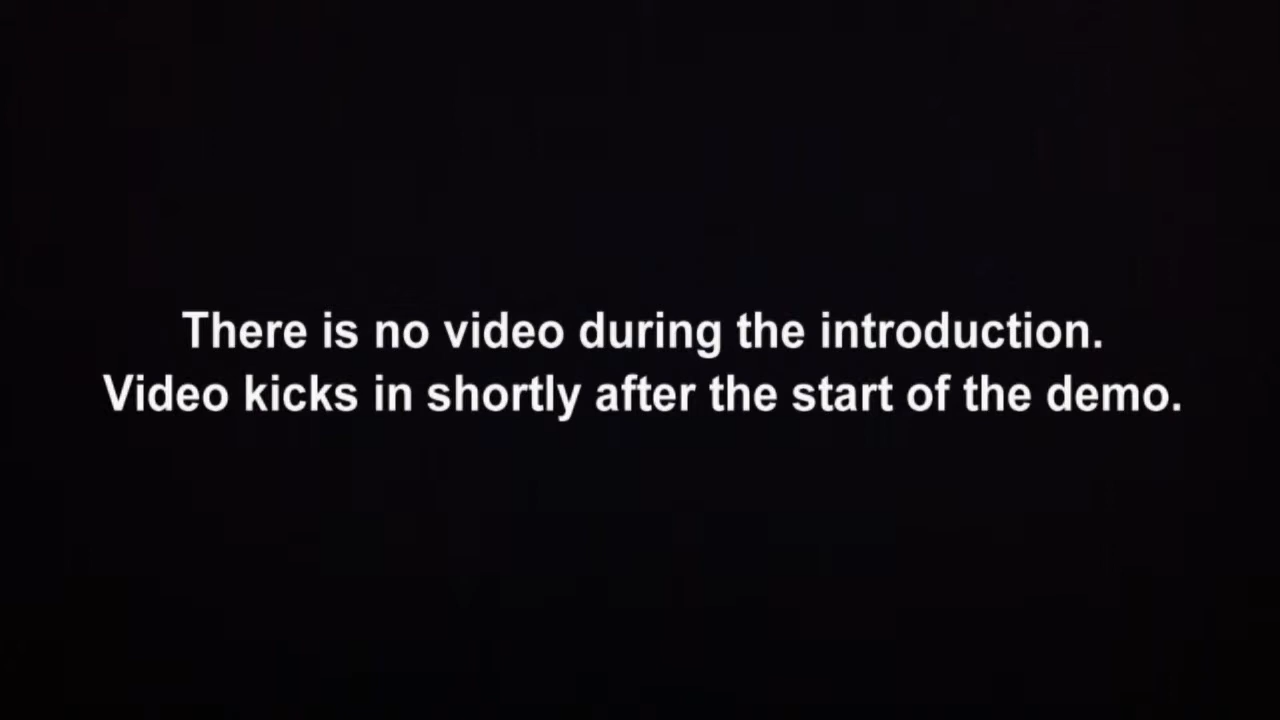 There is no video during the introduction.
Video kicks in shortly after the start of the demo.